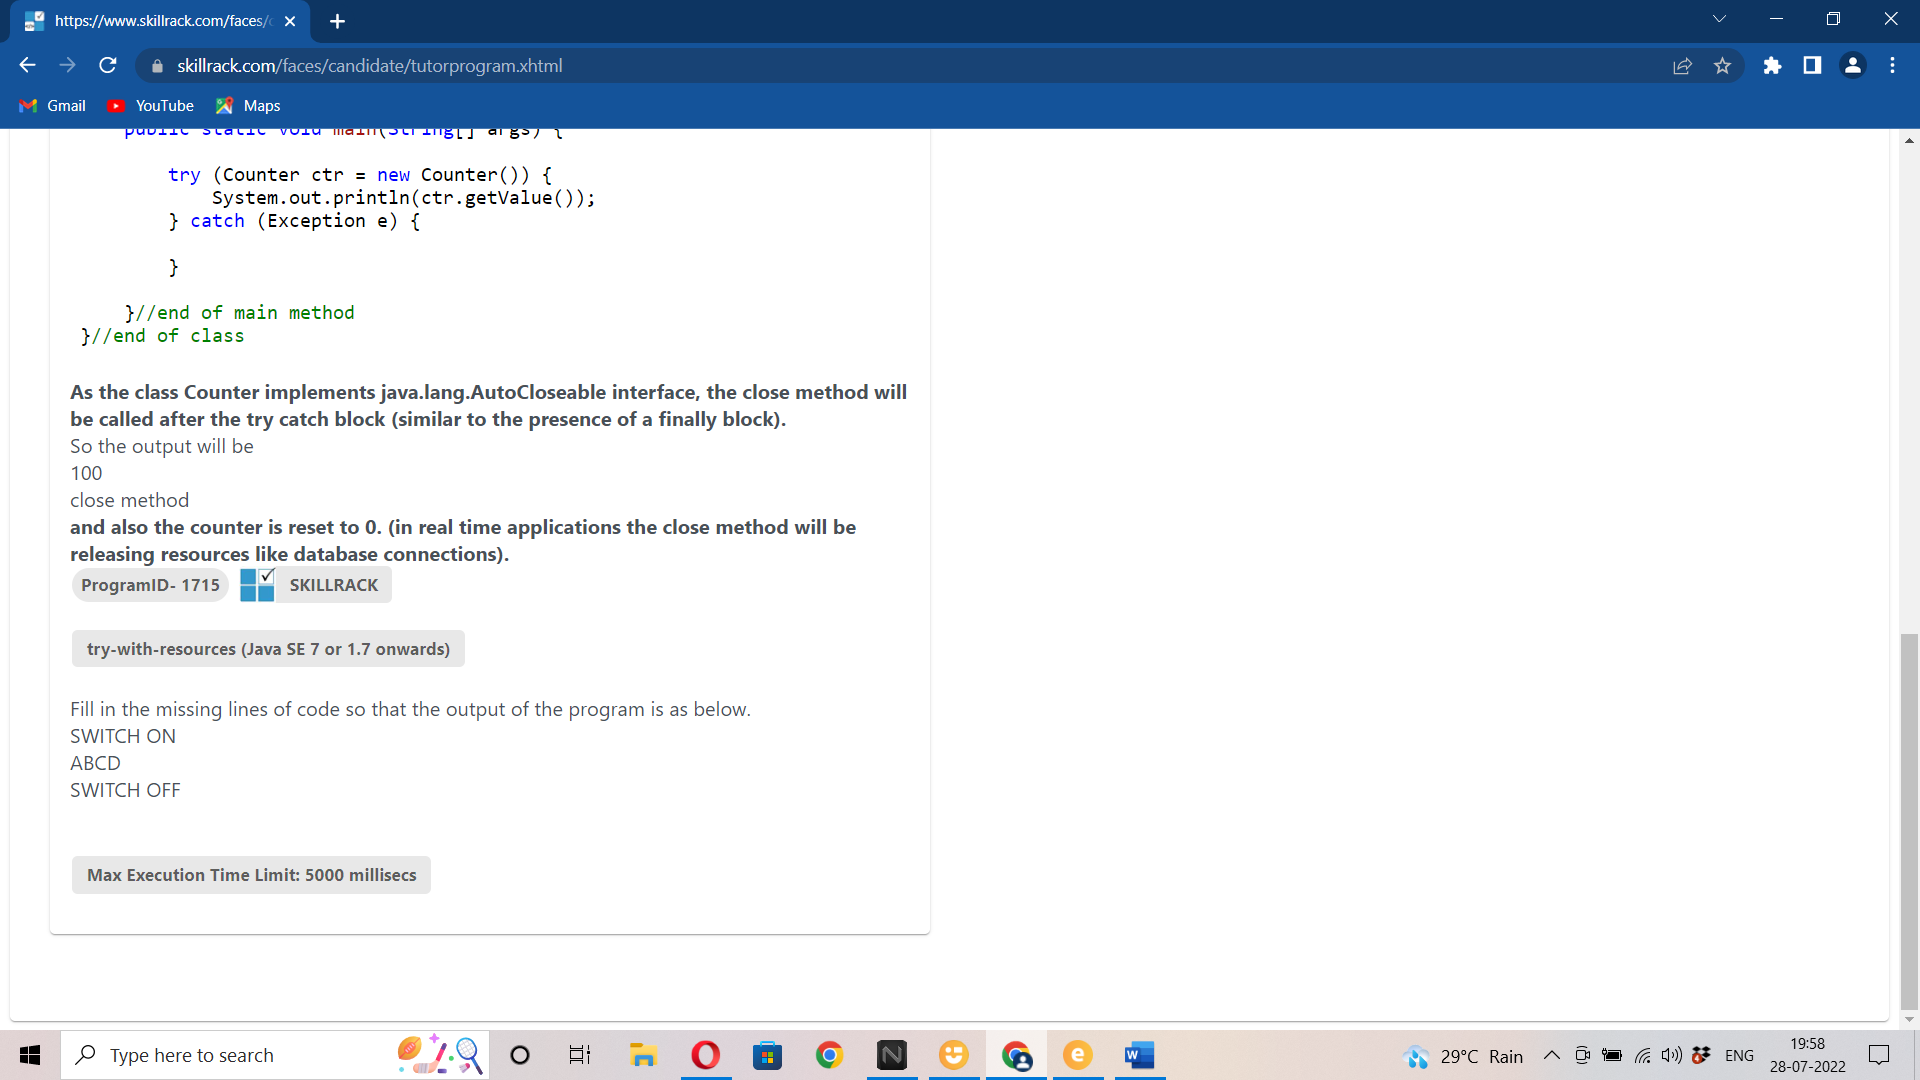 https://www.skillrack.com/faces/c
skillrack.com/faces/candidate/tutorprogram.xhtml
Gmail YouTube Maps
public static void main(String[] args) {
try (Counter ctr = new Counter()) {
System.out.println(ctr.getValue());
} catch (Exception e) {
}
}//end of main method
}//end of class
As the class Counter implements java.lang.AutoCloseable interface, the close method will
be called after the try catch block (similar to the presence of a finally block).
So the output will be
100
close method
and also the counter is reset to 0. (in real time applications the close method will be
releasing resources like database connections).
ProgramID- 1715 SKILLRACK
try-with-resources (Java SE 7 or 1.7 onwards)
Fill in the missing lines of code so that the output of the program is as below.
SWITCH ON
ABCD
SWITCH OFF
Max Execution Time Limit: 5000 millisecs
Type here to search
29°C Rain
ENG
19:58
28-07-2022